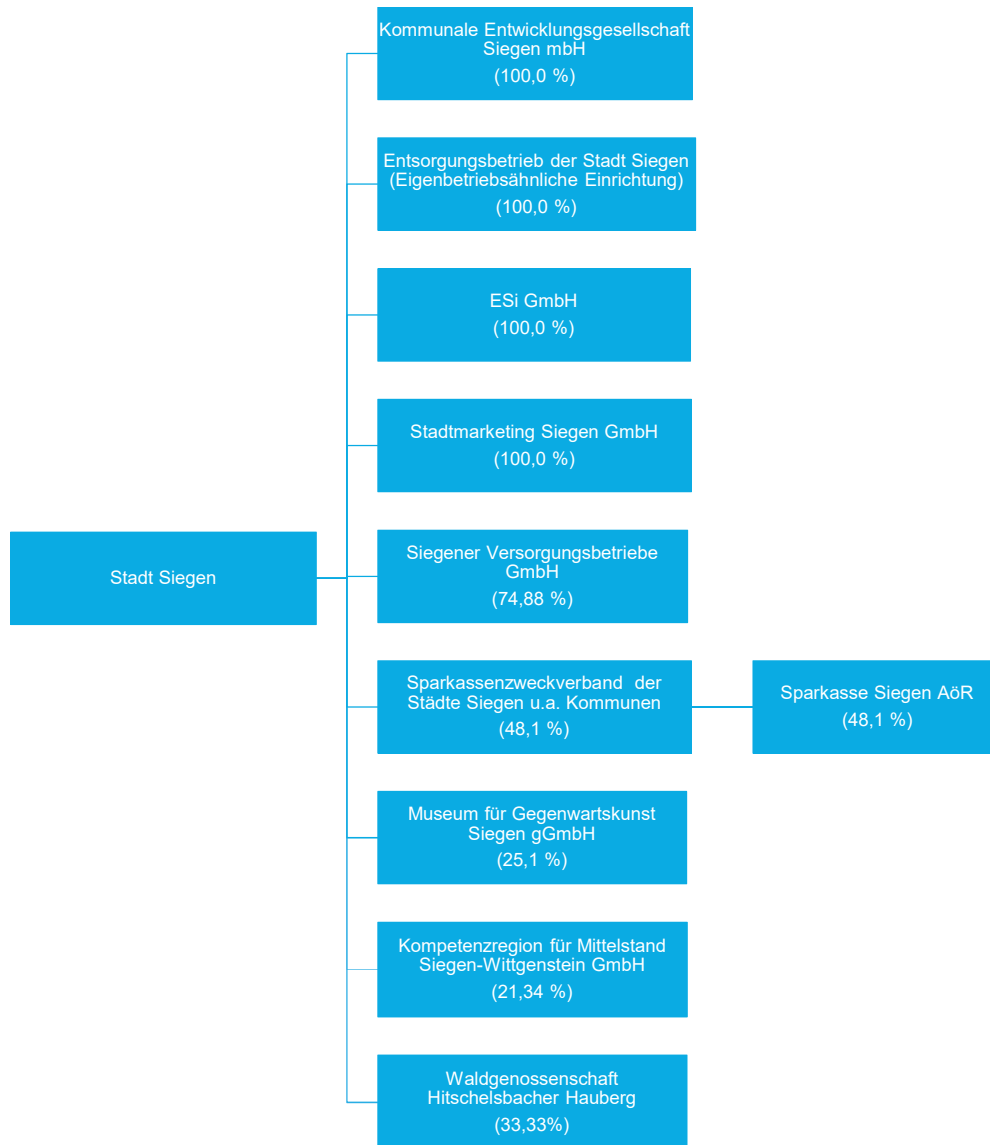 Kommunale Entwicklungsgesellschaft
Siegen mbH
(100,0 %)
Entsorgungsbetrieb der Stadt Siegen
(Eigenbetriebsähnliche Einrichtung)
(100,0 %)
ESi GmbH
(100,0 %)
Stadtmarketing Siegen GmbH
(100,0 %)
Stadt Siegen
Siegener Versorgungsbetriebe
GmbH
(74,88 %)
Sparkassenzweckverband der
Städte Siegen u.a. Kommunen
(48,1 %)
Sparkasse Siegen AöR
(48,1 %)
Museum für Gegenwartskunst
Siegen gGmbH
(25,1 %)
Kompetenzregion für Mittelstand
Siegen-Wittgenstein GmbH
(21,34 %)
Waldgenossenschaft
Hitschelsbacher Hauberg
(33,33%)